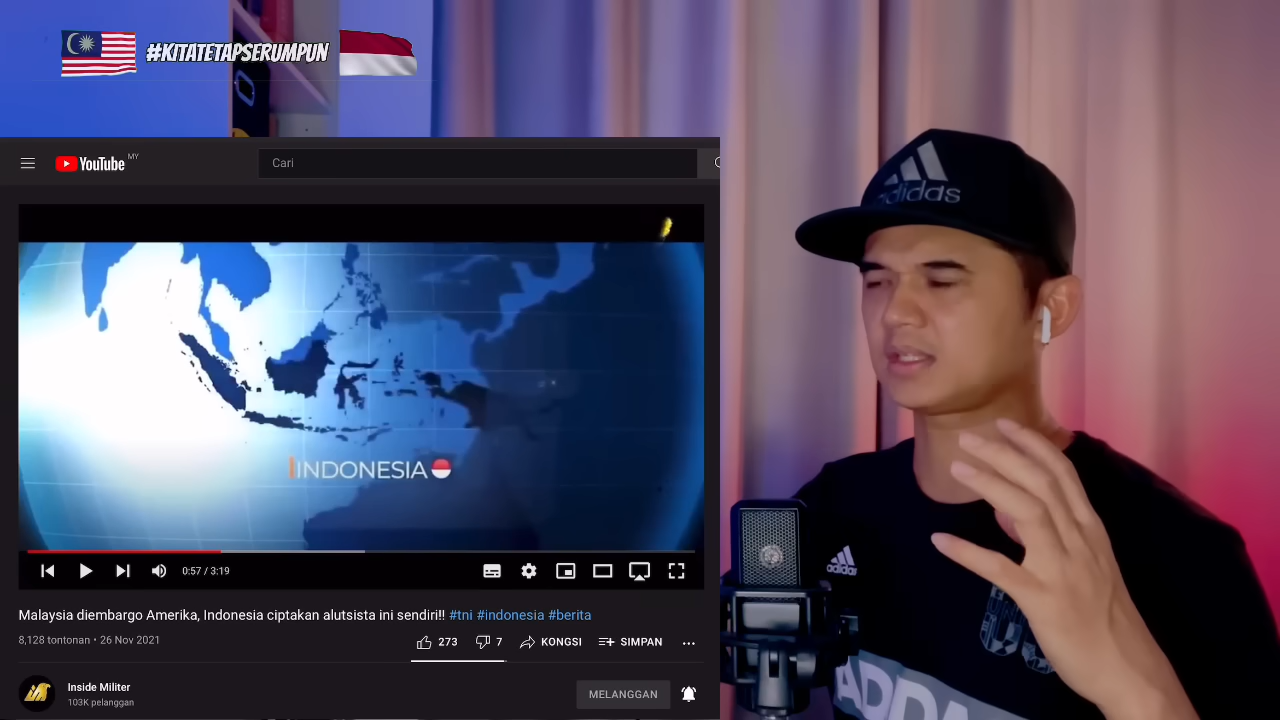 #KITATETAPSERUMPUN
YouTube MY
Cari
INDONESIA
0:57 / 3:19
Malaysia diembargo Amerika, Indonesia ciptakan alutsista ini sendiri!! #tni #indonesia #berita
8,128 tontonan • 26 Nov 2021
273
7
KONGSI
SIMPAN
Inside Militer
103K pelanggan
MELANGGAN
adidas
adidas